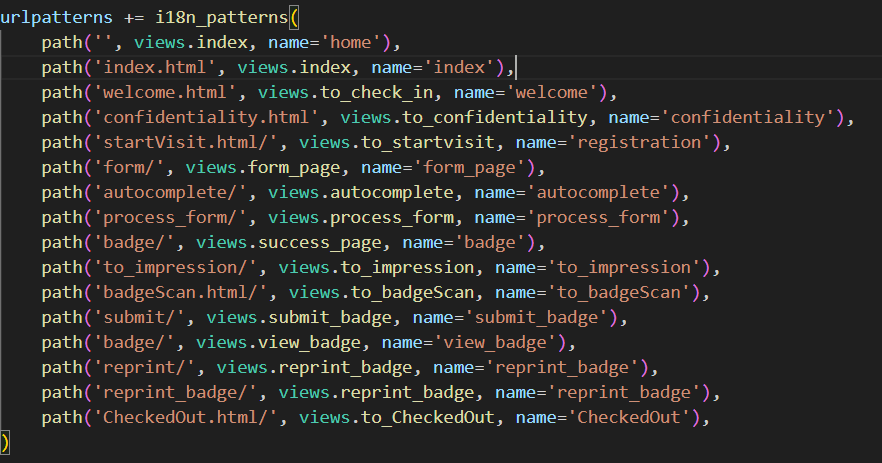 urlpatterns += i18n_patterns(
    path('', views.index, name='home'),
    path('index.html', views.index, name='index'),
    path('welcome.html', views.to_check_in, name='welcome'),
    path('confidentiality.html', views.to_confidentiality, name='confidentiality'),
    path('startVisit.html/', views.to_startvisit, name='registration'),
    path('form/', views.form_page, name='form_page'),
    path('autocomplete/', views.autocomplete, name='autocomplete'),
    path('process_form/', views.process_form, name='process_form'),
    path('badge/', views.success_page, name='badge'),
    path('to_impression/', views.to_impression, name='to_impression'),
    path('badgeScan.html/', views.to_badgeScan, name='to_badgeScan'),
    path('submit/', views.submit_badge, name='submit_badge'),
    path('badge/', views.view_badge, name='view_badge'),
    path('reprint/', views.reprint_badge, name='reprint_badge'),
    path('reprint_badge/', views.reprint_badge, name='reprint_badge'),
    path('CheckedOut.html/', views.to_CheckedOut, name='CheckedOut'),
)